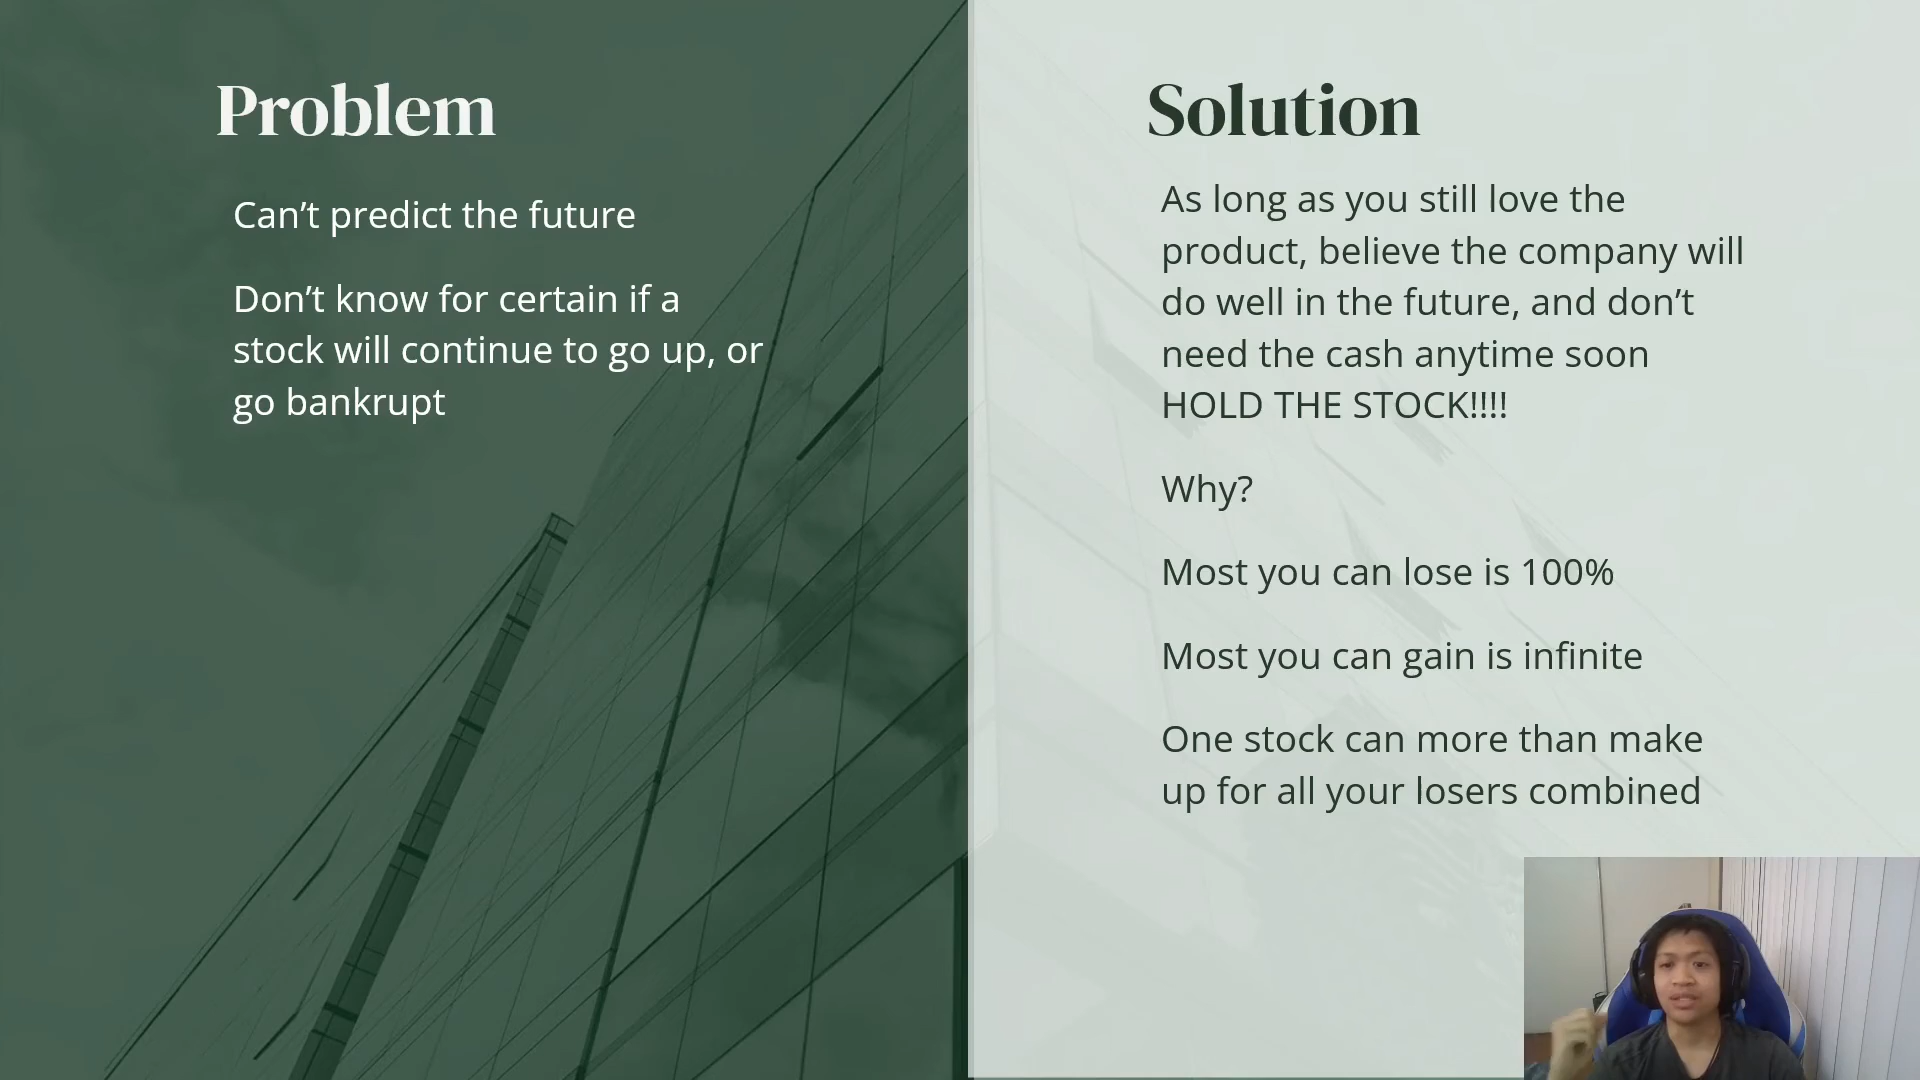 Problem
Can’t predict the future
Don’t know for certain if a
stock will continue to go up, or
go bankrupt
Solution
As long as you still love the
product, believe the company will
do well in the future, and don’t
need the cash anytime soon
HOLD THE STOCK!!!!
Why?
Most you can lose is 100%
Most you can gain is infinite
One stock can more than make
up for all your losers combined